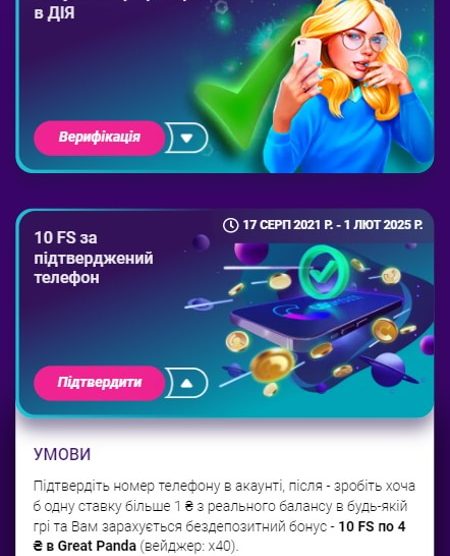 в ДІЯ
Верифікація
17 СЕРП 2021 Р. - 1 ЛЮТ 2025 Р.
10 FS за
підтверджений
телефон
Підтвердити
УМОВИ
Підтвердіть номер телефону в акаунті, після - зробіть хоча
б одну ставку більше 1 ₴ з реального балансу в будь-якій
грі та Вам зарахується бездепозитний бонус - 10 FS по 4
₴ в Great Panda (вейджер: x40).